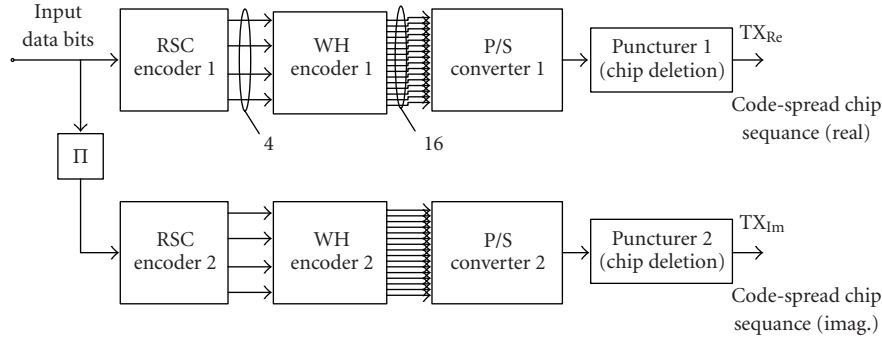 Input
data bits
RSC
encoder 1
WH
encoder 1
P/S
converter 1
Puncturer 1
(chip deletion)
TXRe
Code-spread chip
sequance (real)
4
16
Π
RSC
encoder 2
WH
encoder 2
P/S
converter 2
Puncturer 2
(chip deletion)
TXIm
Code-spread chip
sequance (imag.)